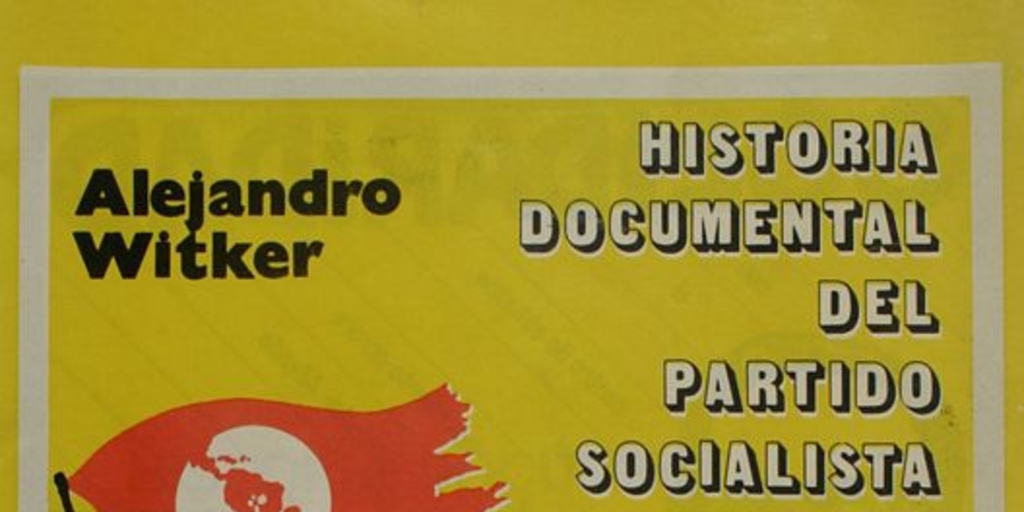 Alejandro
Witker
HISTORIA
DOCUMENTAL
DEL
PARTIDO
SOCIALISTA